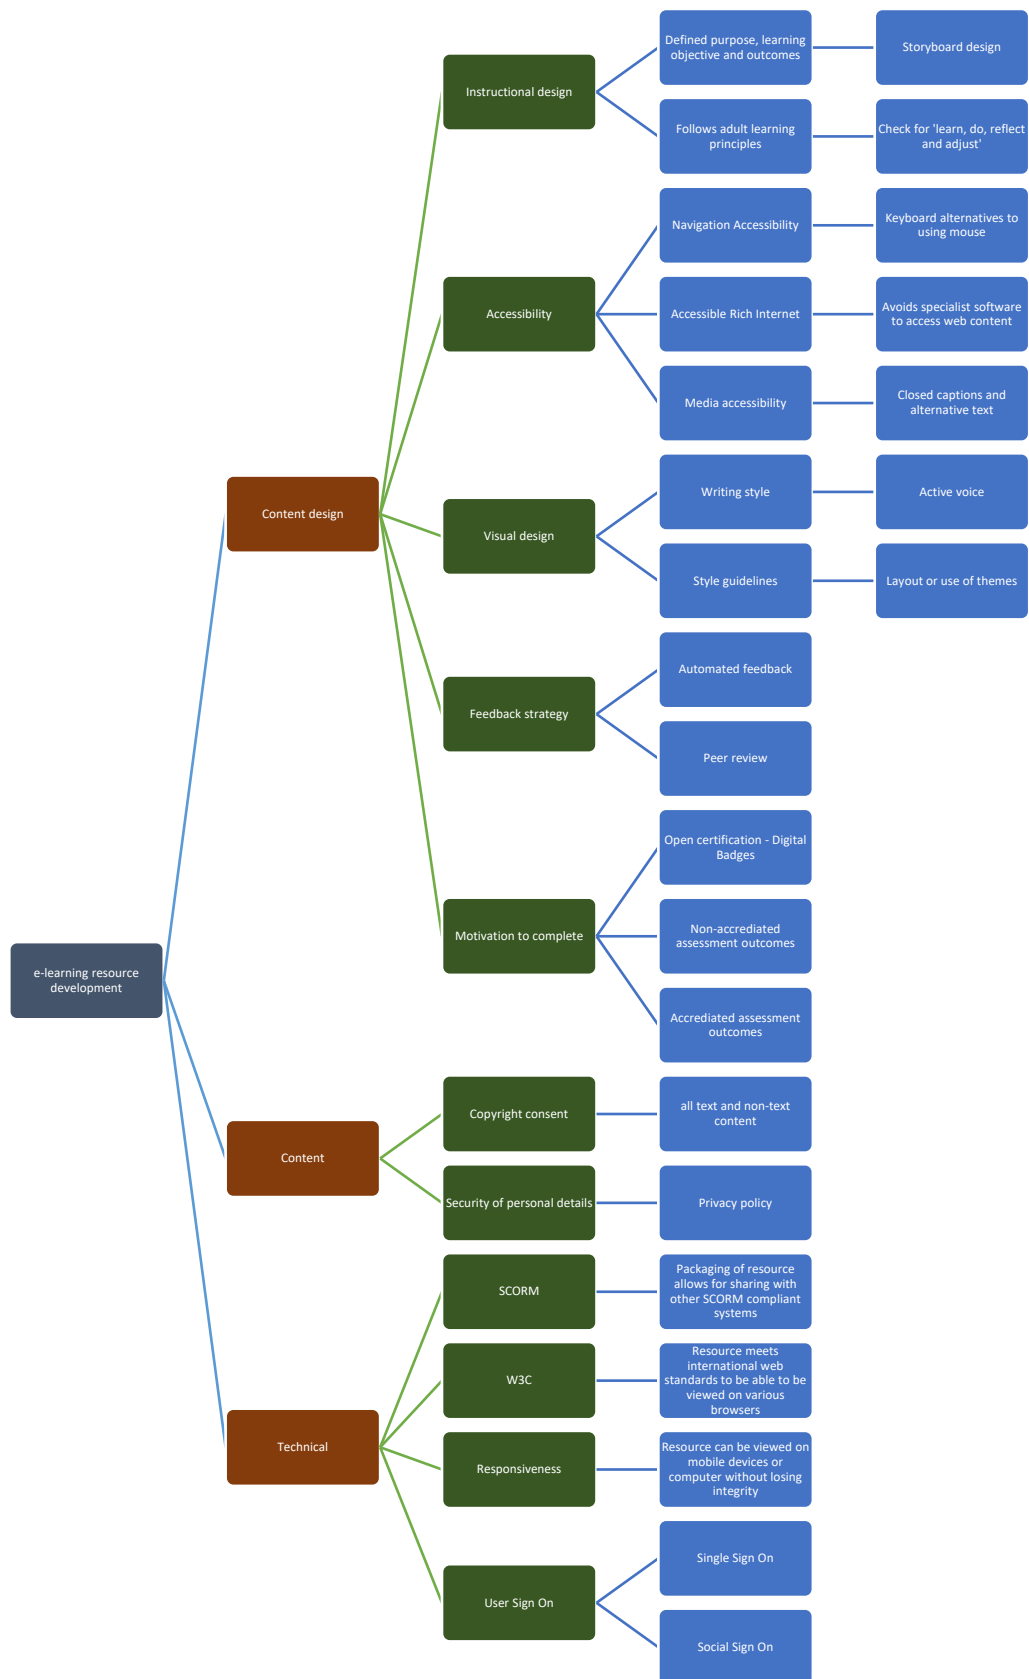 e-learning resource
development
Content design
Instructional design
Defined purpose, learning
objective and outcomes
Storyboard design
Follows adult learning
principles
Check for 'learn, do, reflect
and adjust'
Accessibility
Navigation Accessibility
Keyboard alternatives to
using mouse
Accessible Rich Internet
Avoids specialist software
to access web content
Media accessibility
Closed captions and
alternative text
Visual design
Writing style
Active voice
Style guidelines
Layout or use of themes
Feedback strategy
Automated feedback
Peer review
Motivation to complete
Open certification - Digital
Badges
Non-accrediated
assessment outcomes
Accrediated assessment
outcomes
Content
Copyright consent
all text and non-text
content
Security of personal details
Privacy policy
Technical
SCORM
Packaging of resource
allows for sharing with
other SCORM compliant
systems
W3C
Resource meets
international web
standards to be able to be
viewed on various
browsers
Responsiveness
Resource can be viewed on
mobile devices or
computer without losing
integrity
User Sign On
Single Sign On
Social Sign On